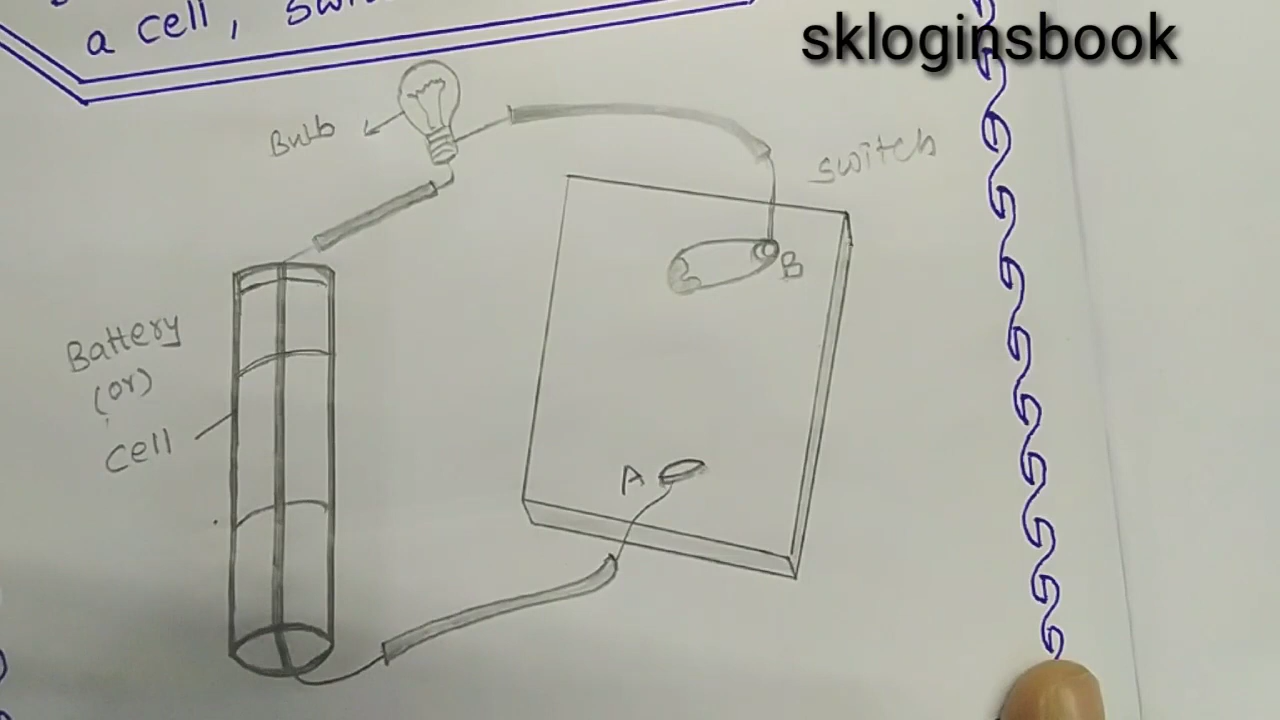 a cell,
skloginsbook
Bulb
switch
B
Battery
(or)
cell
A